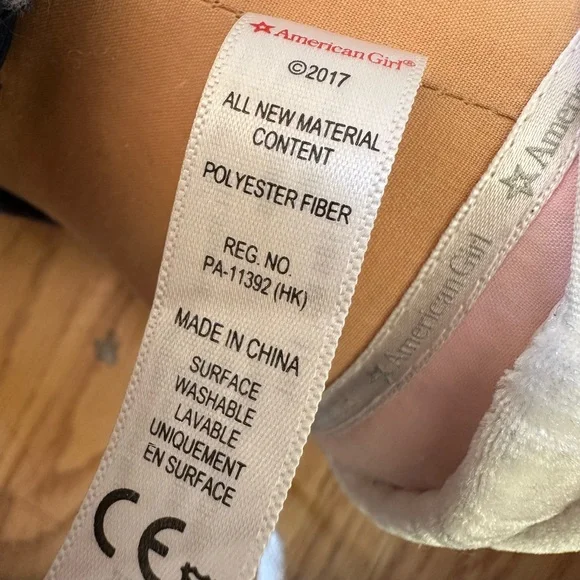 American Girl®
©2017
ALL NEW MATERIAL
CONTENT
POLYESTER FIBER
REG. NO.
PA-11392 (HK)
MADE IN CHINA
SURFACE
WASHABLE
LAVABLE
UNIQUEMENT
EN SURFACE
CE
American Girl
America